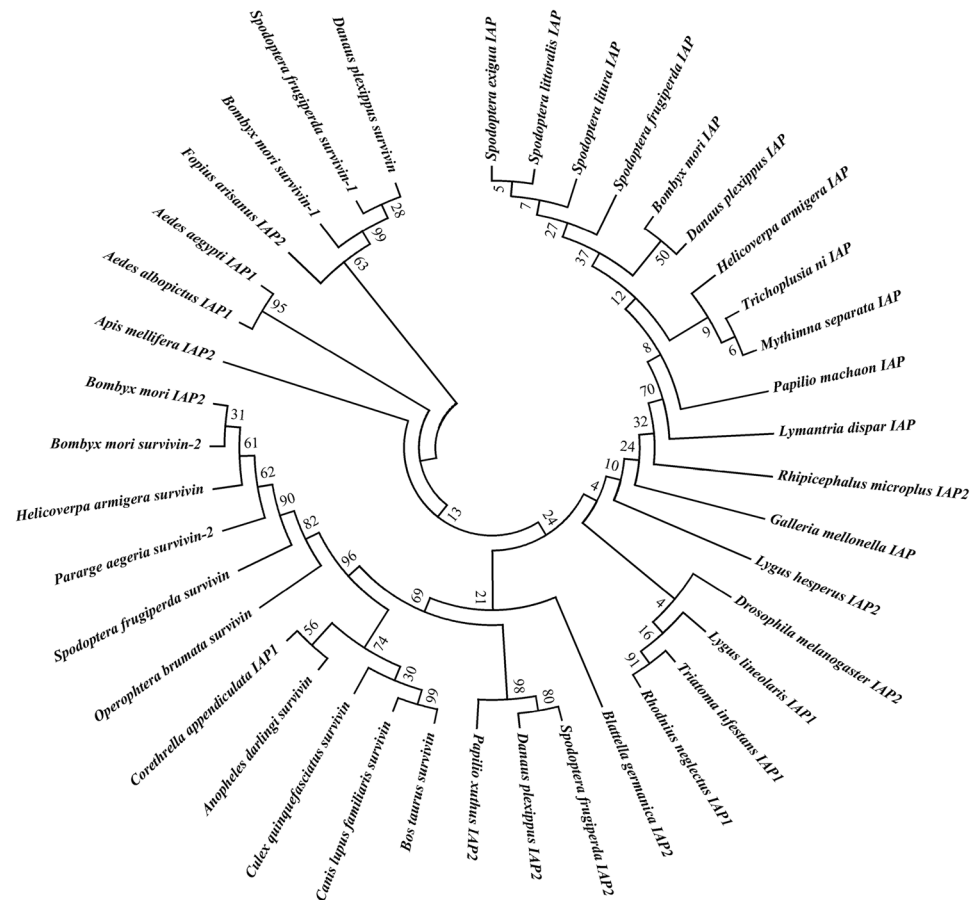 Spodoptera exigua IAP
Spodoptera littoralis IAP
Spodoptera litura IAP
Spodoptera frugiperda IAP
Bombyx mori IAP
Danaus plexippus IAP
Helicoverpa armigera IAP
Trichoplusia ni IAP
Mythimna separata IAP
Papilio machaon IAP
Lymantria dispar IAP
Rhipicephalus microplus IAP2
Galleria mellonella IAP
Lygus hesperus IAP2
Drosophila melanogaster IAP2
Lygus lineolaris IAP1
Triatoma infestans IAP1
Rhodnius neglectus IAP1
Blattella germanica IAP2
Spodoptera frugiperda IAP2
Danaus plexippus IAP2
Papilio xuthus IAP2
Bos taurus survivin
Canis lupus familiaris survivin
Culex quinquefasciatus survivin
Anopheles darlingi survivin
Corethrella appendiculata IAP1
Operophtera brumata survivin
Spodoptera frugiperda survivin
Pararge aegeria survivin-2
Helicoverpa armigera survivin
Bombyx mori survivin-2
Bombyx mori IAP2
Apis mellifera IAP2
Aedes albopictus IAP1
Aedes aegypti IAP1
Fopius arisanus IAP2
Bombyx mori survivin-1
Spodoptera frugiperda survivin-1
Danaus plexippus survivin
5
7
27
37
50
12
9
6
8
70
32
24
10
4
4
16
91
24
21
80
98
69
96
99
30
74
56
82
90
62
61
31
13
95
63
99
28